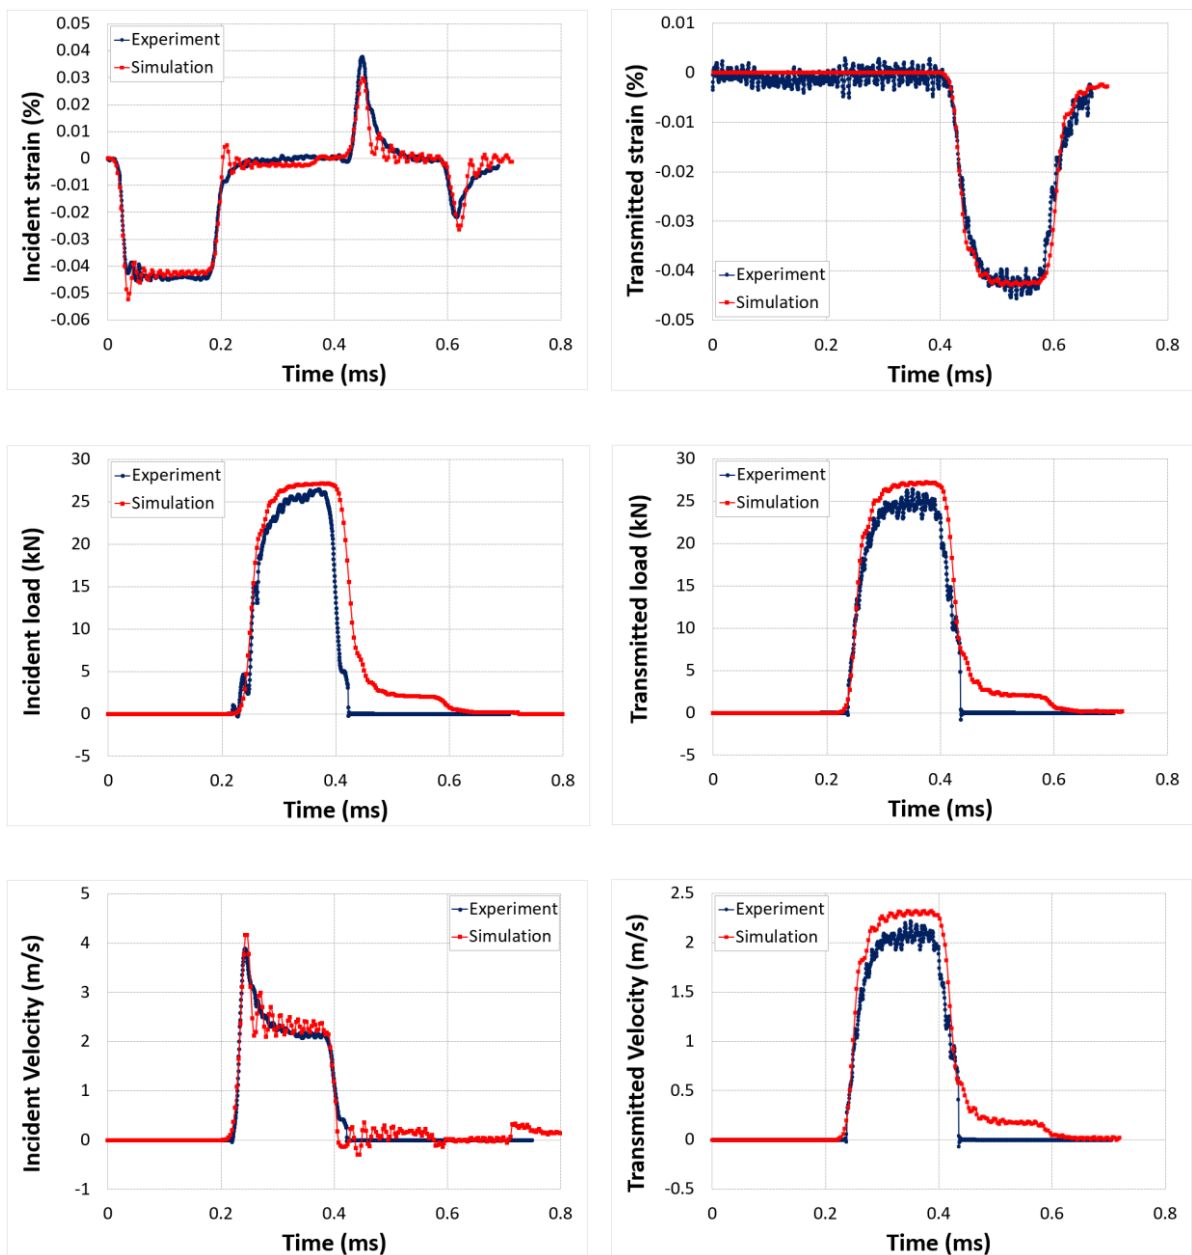 0.05
0.04
0.03
0.02
0.01
0
-0.01
-0.02
-0.03
-0.04
-0.05
-0.06
Incident strain (%)
Experiment
Simulation
0 0.2 0.4 0.6 0.8
Time (ms)
0.01
0
-0.01
-0.02
-0.03
-0.04
-0.05
Transmitted strain (%)
Experiment
Simulation
0 0.2 0.4 0.6 0.8
Time (ms)
30
25
20
15
10
5
0
-5
Incident load (kN)
Experiment
Simulation
0 0.2 0.4 0.6 0.8
Time (ms)
30
25
20
15
10
5
0
-5
Transmitted load (kN)
Experiment
Simulation
0 0.2 0.4 0.6 0.8
Time (ms)
5
4
3
2
1
0
-1
Incident Velocity (m/s)
Experiment
Simulation
0 0.2 0.4 0.6 0.8
Time (ms)
2.5
2
1.5
1
0.5
0
-0.5
Transmitted Velocity (m/s)
Experiment
Simulation
0 0.2 0.4 0.6 0.8
Time (ms)